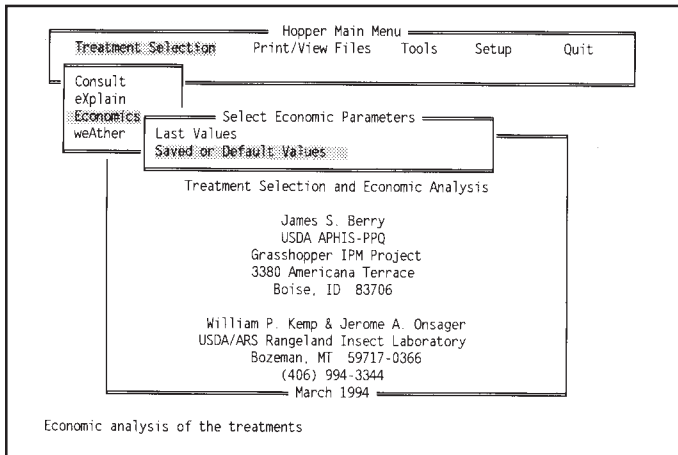 Hopper Main Menu
Treatment Selection Print/View Files Tools Setup Quit
Consult
eXplain
Economics
weAther
Select Economic Parameters
Last Values
Saved or Default Values
Treatment Selection and Economic Analysis
James S. Berry
USDA APHIS-PPQ
Grasshopper IPM Project
3380 Americana Terrace
Boise, ID 83706
William P. Kemp & Jerome A. Onsager
USDA/ARS Rangeland Insect Laboratory
Bozeman, MT 59717-0366
(406) 994-3344
March 1994
Economic analysis of the treatments